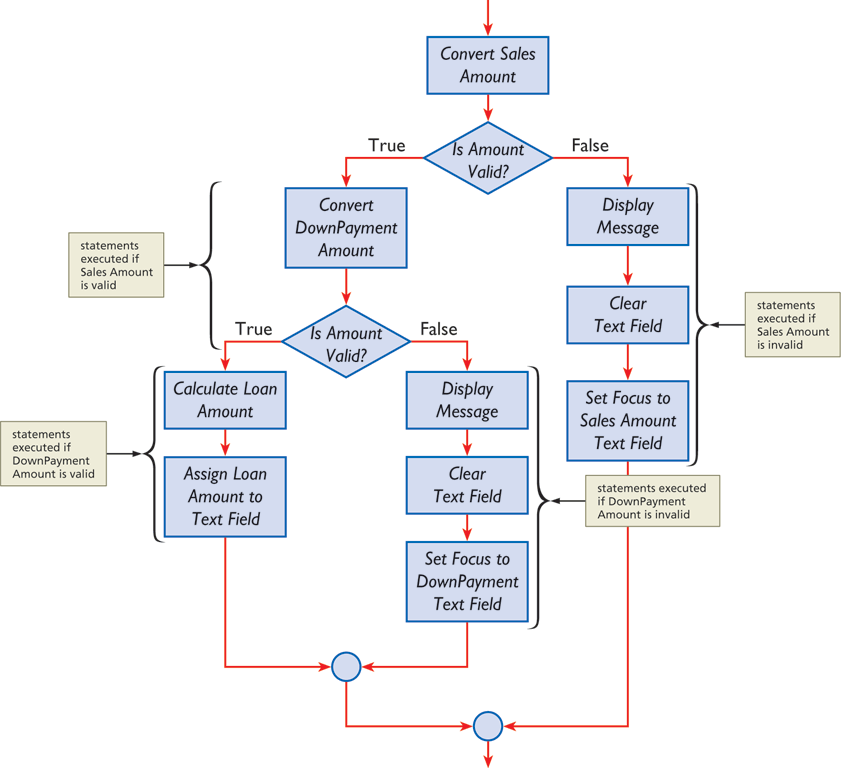 Convert Sales
Amount
True
Is Amount
Valid?
False
Convert
DownPayment
Amount
Display
Message
statements
executed if
Sales Amount
is valid
Clear
Text Field
statements
executed if
Sales Amount
is invalid
True
Is Amount
Valid?
False
Calculate Loan
Amount
Display
Message
Set Focus to
Sales Amount
Text Field
statements
executed if
DownPayment
Amount is valid
Assign Loan
Amount to
Text Field
Clear
Text Field
statements executed
if DownPayment
Amount is invalid
Set Focus to
DownPayment
Text Field